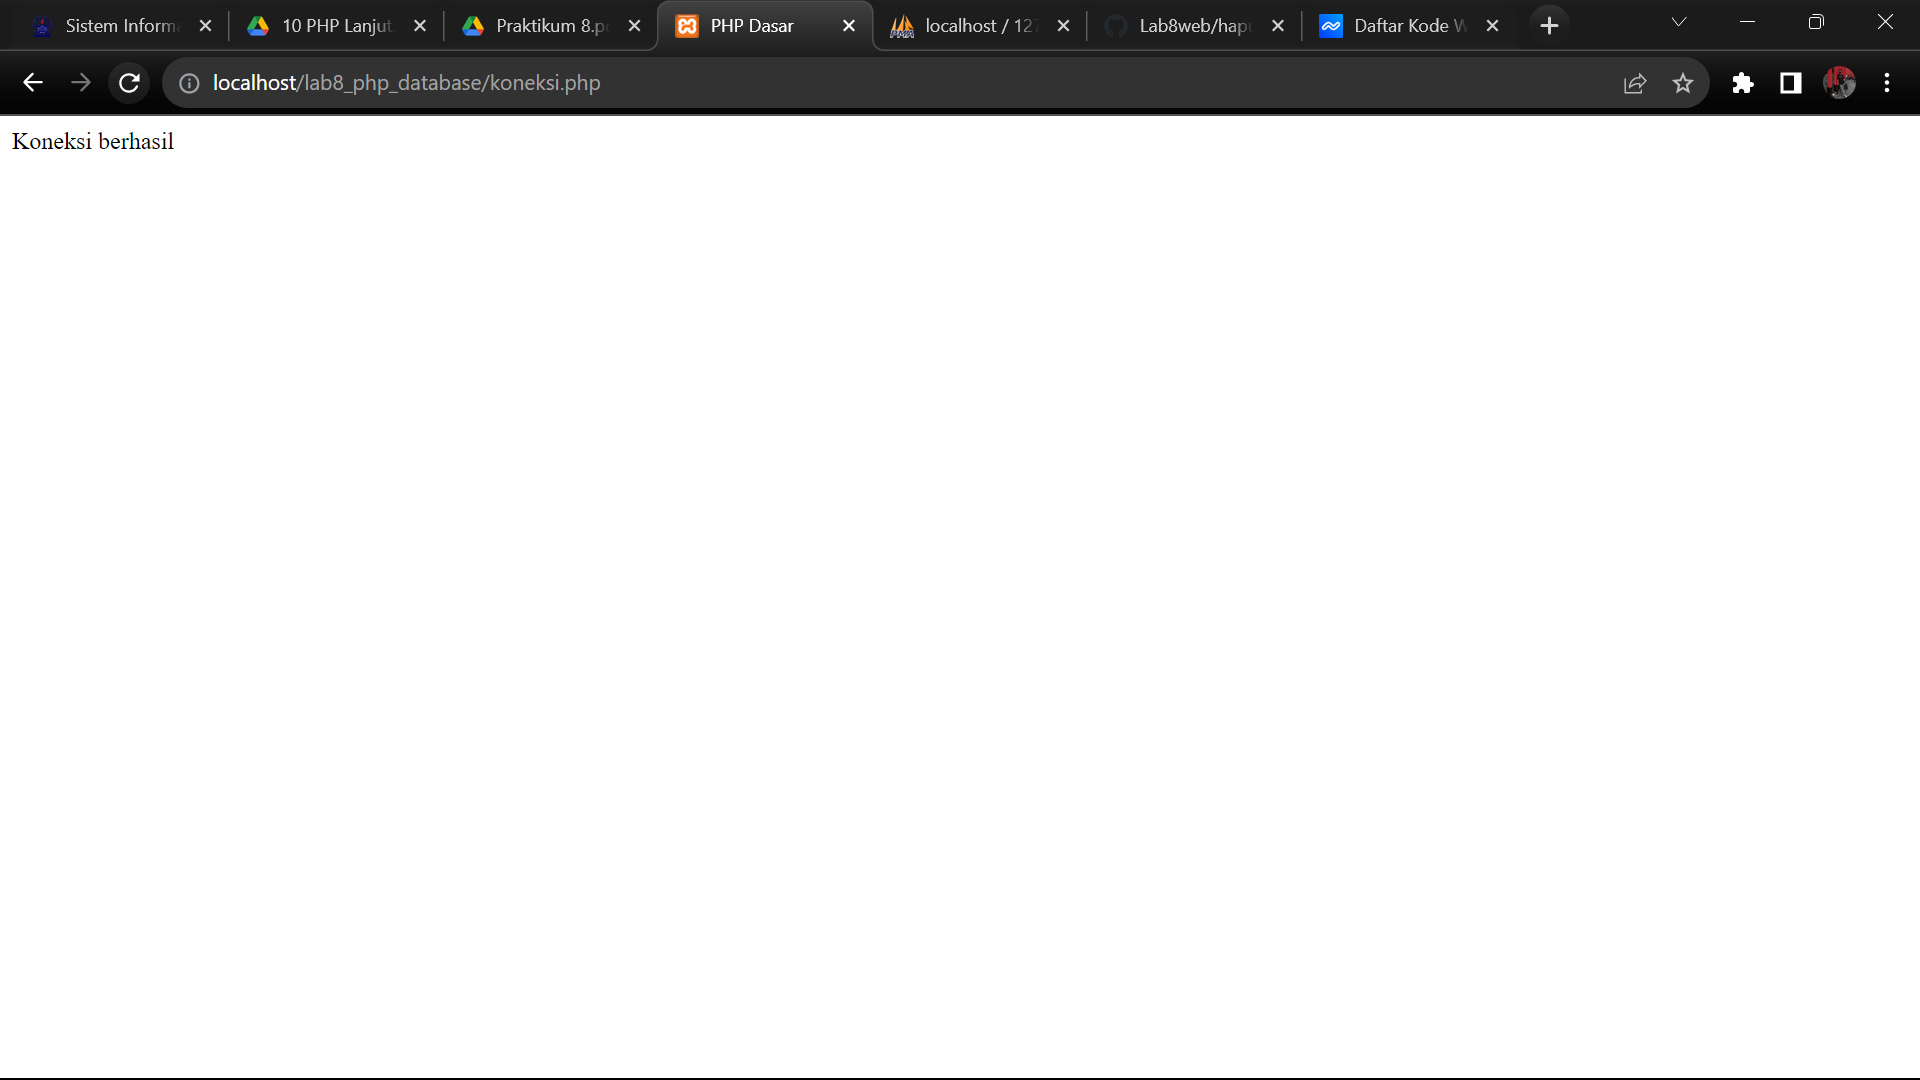 Sistem Inform
10 PHP Lanjut
Praktikum 8.p
PHP Dasar
localhost / 12
Lab8web/hap
Daftar Kode W
localhost/lab8_php_database/koneksi.php
Koneksi berhasil